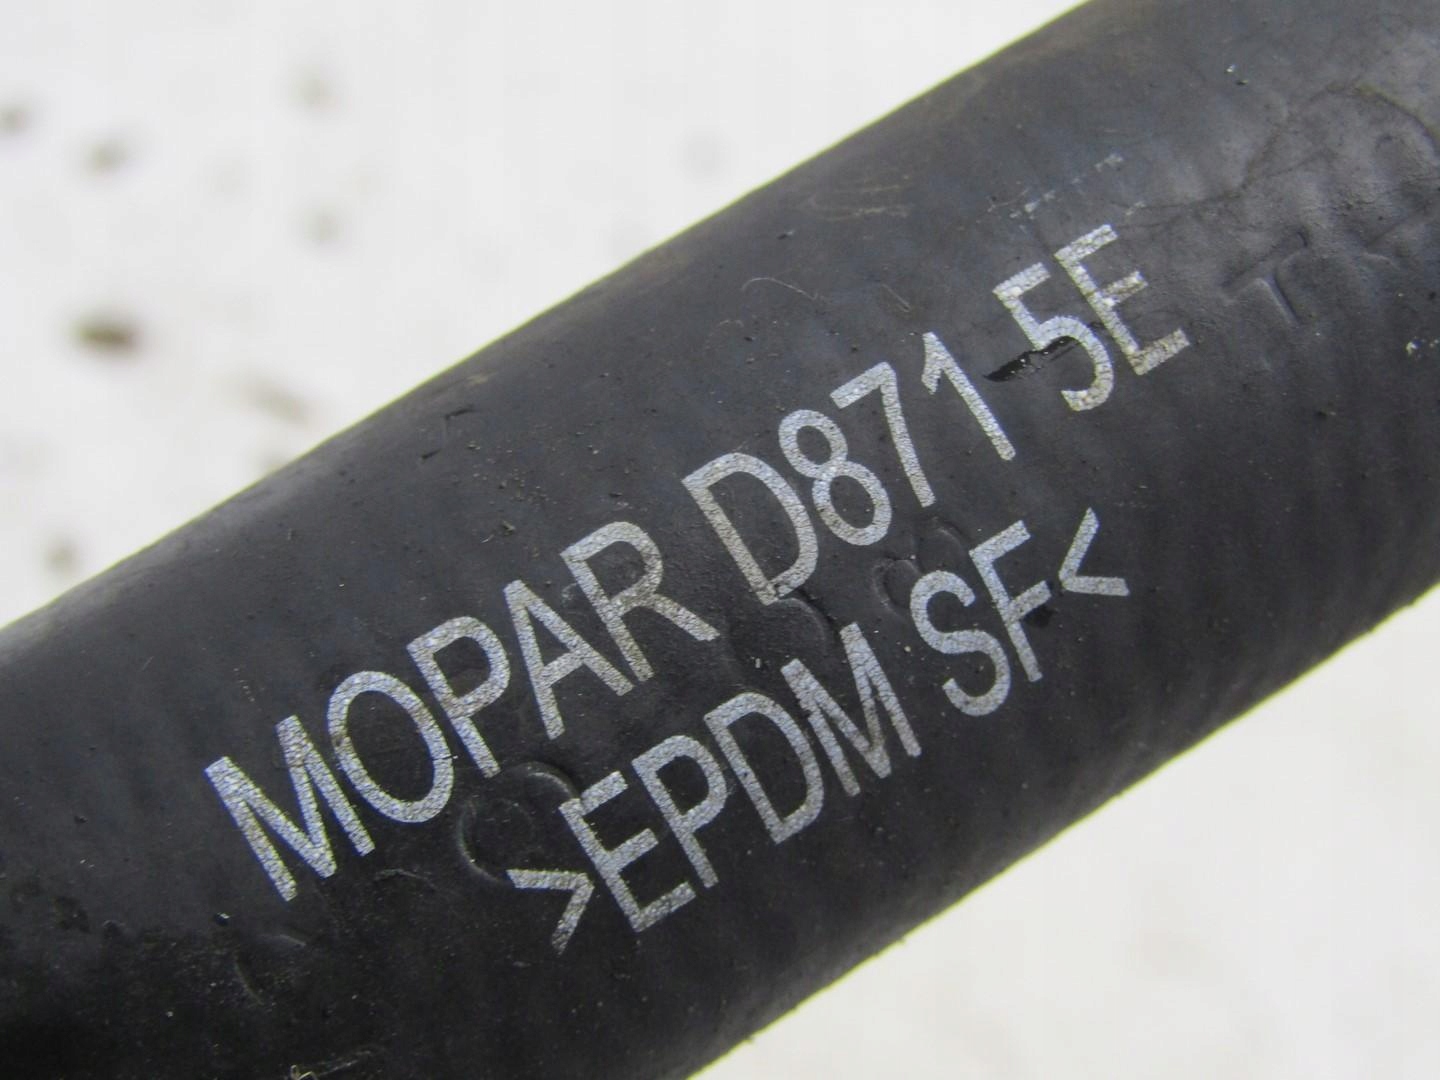 MOPAR D871 5E
>EPDM SF<